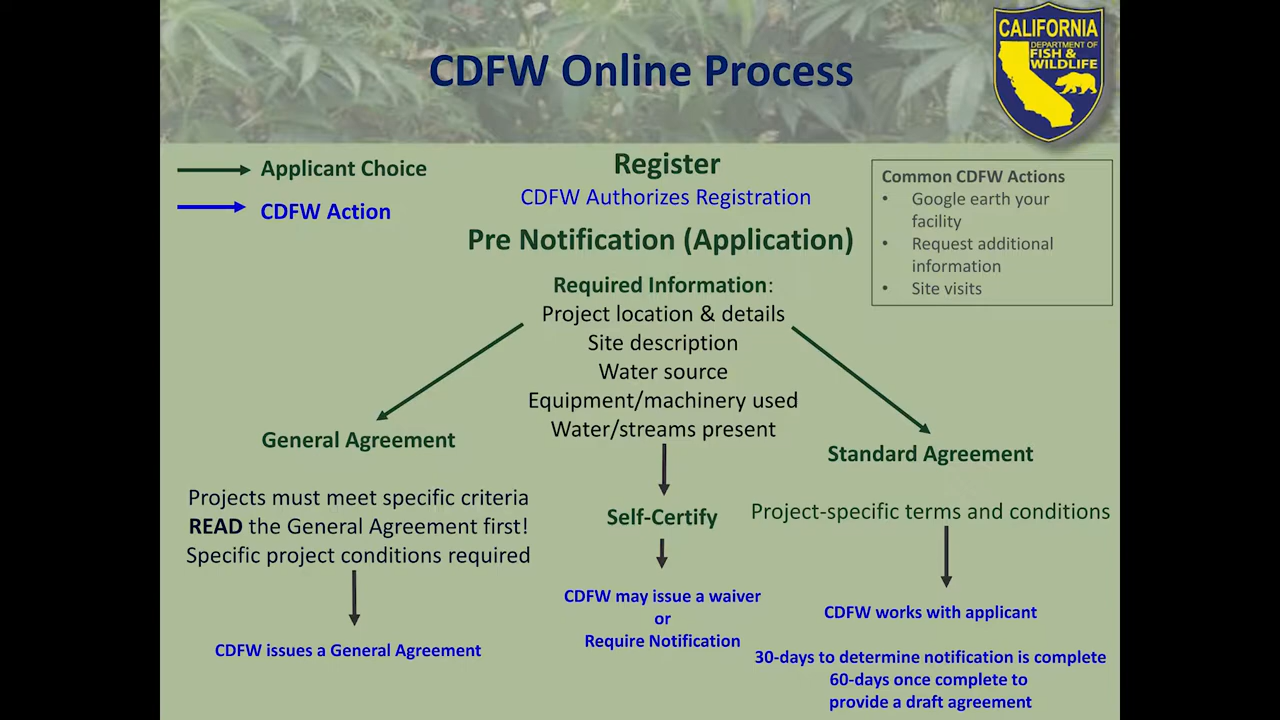 CDFW Online Process
CALIFORNIA
DEPARTMENT OF
FISH &
WILDLIFE
Applicant Choice
CDFW Action
Register
CDFW Authorizes Registration
Pre Notification (Application)
Common CDFW Actions
• Google earth your
facility
• Request additional
information
• Site visits
Required Information:
Project location & details
Site description
Water source
Equipment/machinery used
Water/streams present
General Agreement
Projects must meet specific criteria
READ the General Agreement first!
Specific project conditions required
CDFW issues a General Agreement
Self-Certify
CDFW may issue a waiver
or
Require Notification
Standard Agreement
Project-specific terms and conditions
CDFW works with applicant
30-days to determine notification is complete
60-days once complete to
provide a draft agreement